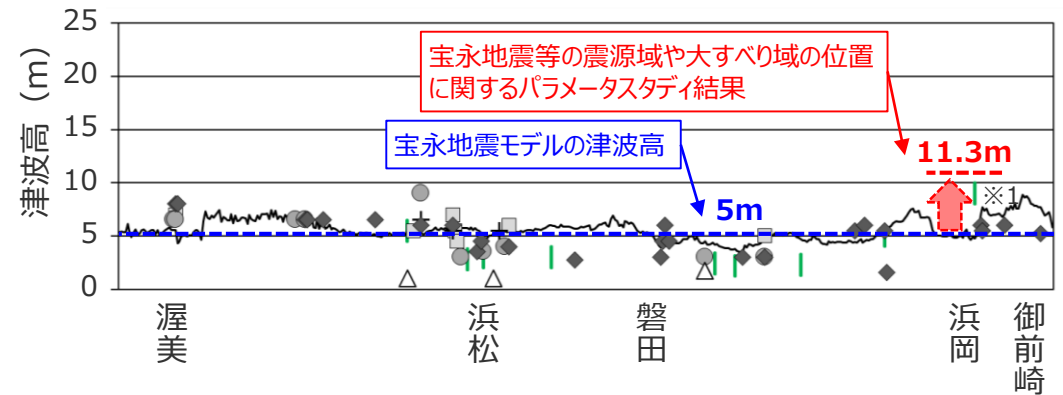 津波高（m）
25
20
15
10
5
0
宝永地震等の震源域や大すべり域の位置
に関するパラメータスタディ結果
宝永地震モデルの津波高
11.3m
5m
※1
渥美
浜松
磐田
浜岡
御前崎